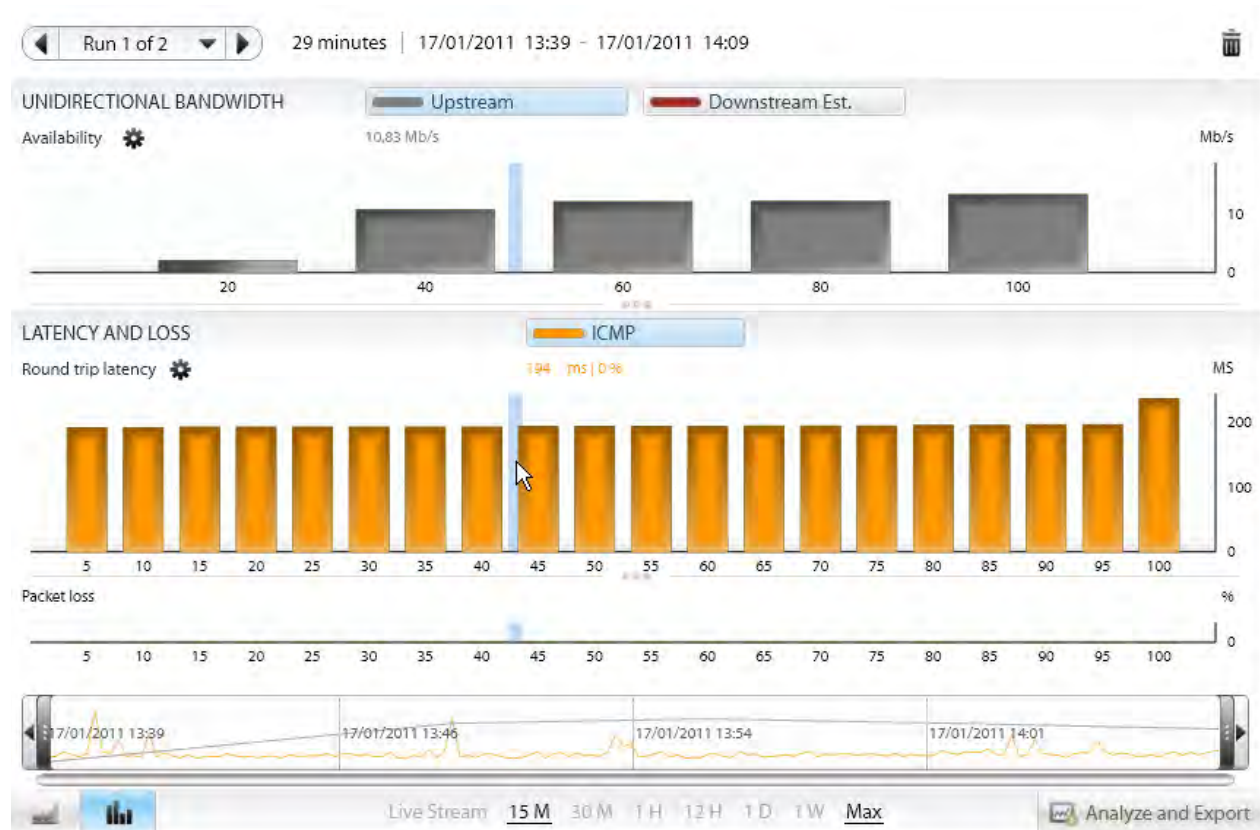 Run 1 of 2 29 minutes | 17/01/2011 13:39 - 17/01/2011 14:09
UNIDIRECTIONAL BANDWIDTH Upstream Downstream Est.
Availability 10,83 Mb/s Mb/s
10
0
20 40 60 80 100
LATENCY AND LOSS ICMP
Round trip latency 194 ms | 0 % MS
200
100
0
5 10 15 20 25 30 35 40 45 50 55 60 65 70 75 80 85 90 95 100
Packet loss %
0
5 10 15 20 25 30 35 40 45 50 55 60 65 70 75 80 85 90 95 100
17/01/2011 13:39 17/01/2011 13:46 17/01/2011 13:54 17/01/2011 14:01
Live Stream 15 M 30 M 1 H 12 H 1 D 1 W Max Analyze and Export